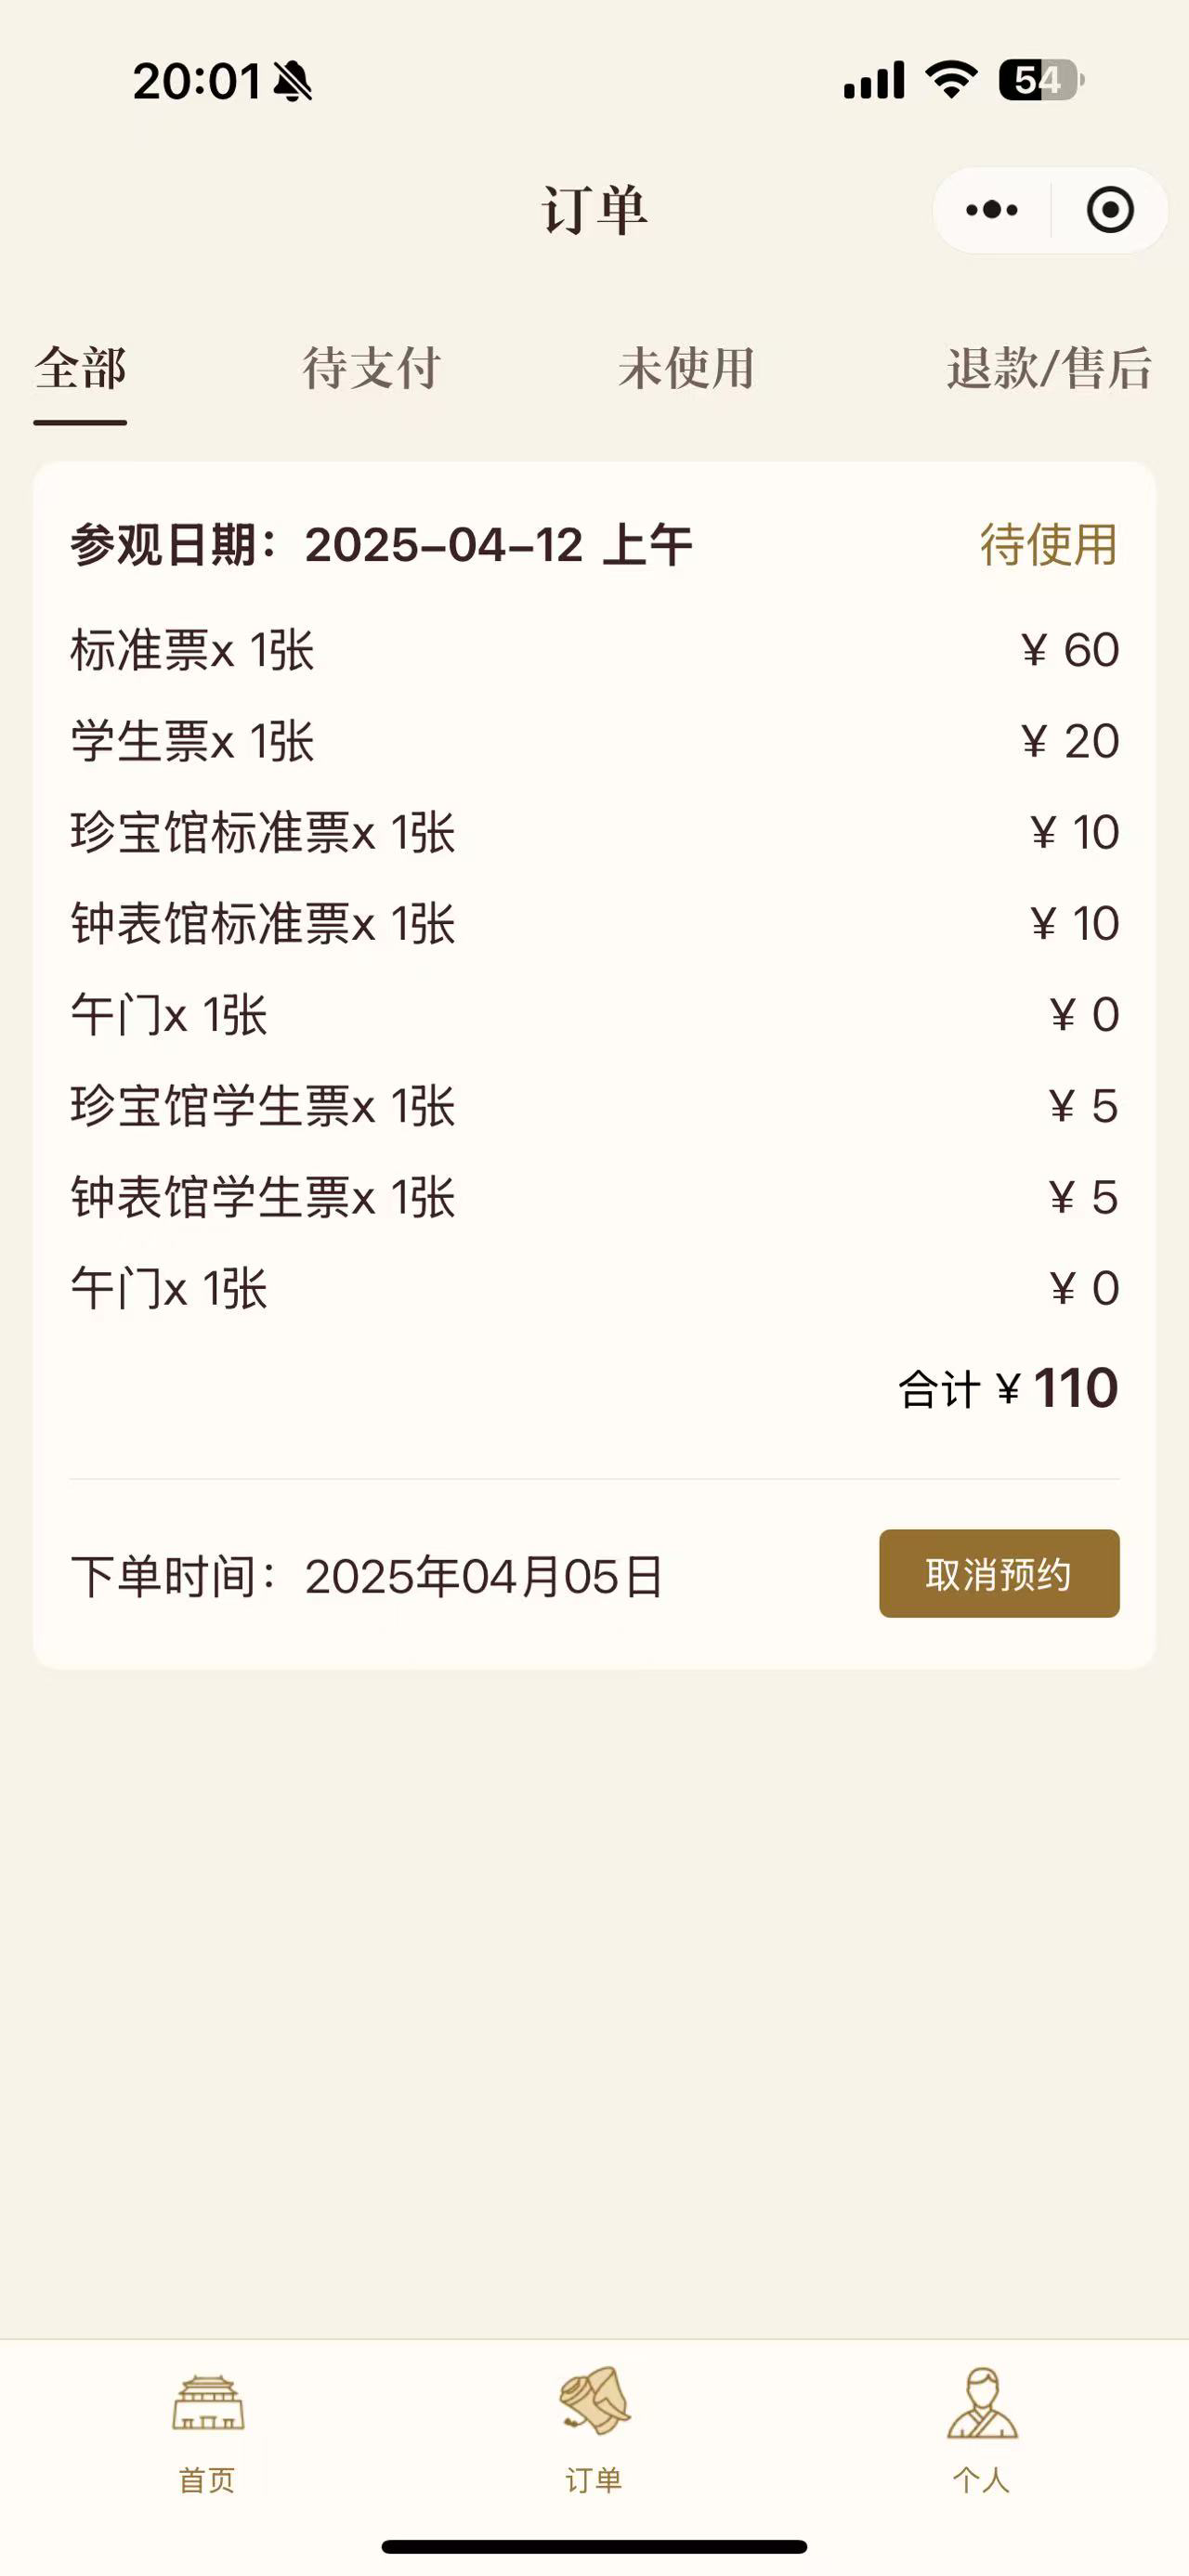 20:01
54
订单
全部 待支付 未使用 退款/售后
参观日期：2025-04-12 上午 待使用
标准票x 1张 ¥ 60
学生票x 1张 ¥ 20
珍宝馆标准票x 1张 ¥ 10
钟表馆标准票x 1张 ¥ 10
午门x 1张 ¥ 0
珍宝馆学生票x 1张 ¥ 5
钟表馆学生票x 1张 ¥ 5
午门x 1张 ¥ 0
合计 ¥ 110
下单时间：2025年04月05日 取消预约
首页 订单 个人